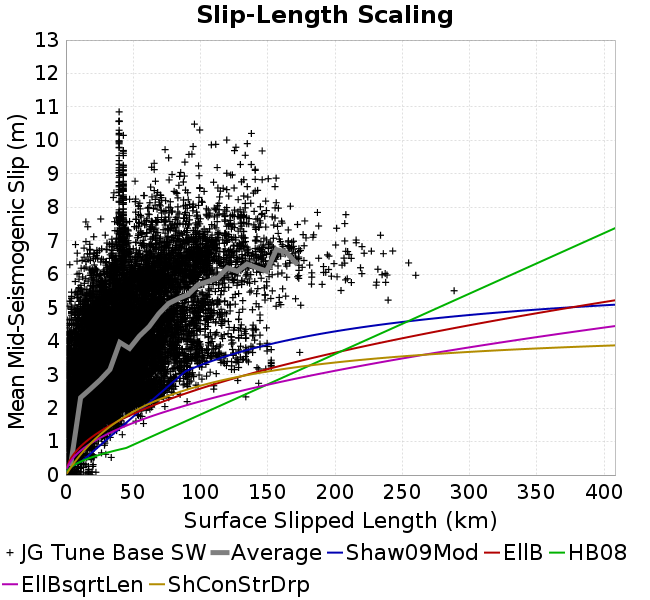 Slip-Length Scaling
Mean Mid-Seismogenic Slip (m)
13
12
11
10
9
8
7
6
5
4
3
2
1
0
0 50 100 150 200 250 300 350 400
Surface Slipped Length (km)
JG Tune Base SW Average Shaw09Mod EllB HB08
EllBsqrtLen ShConStrDrp